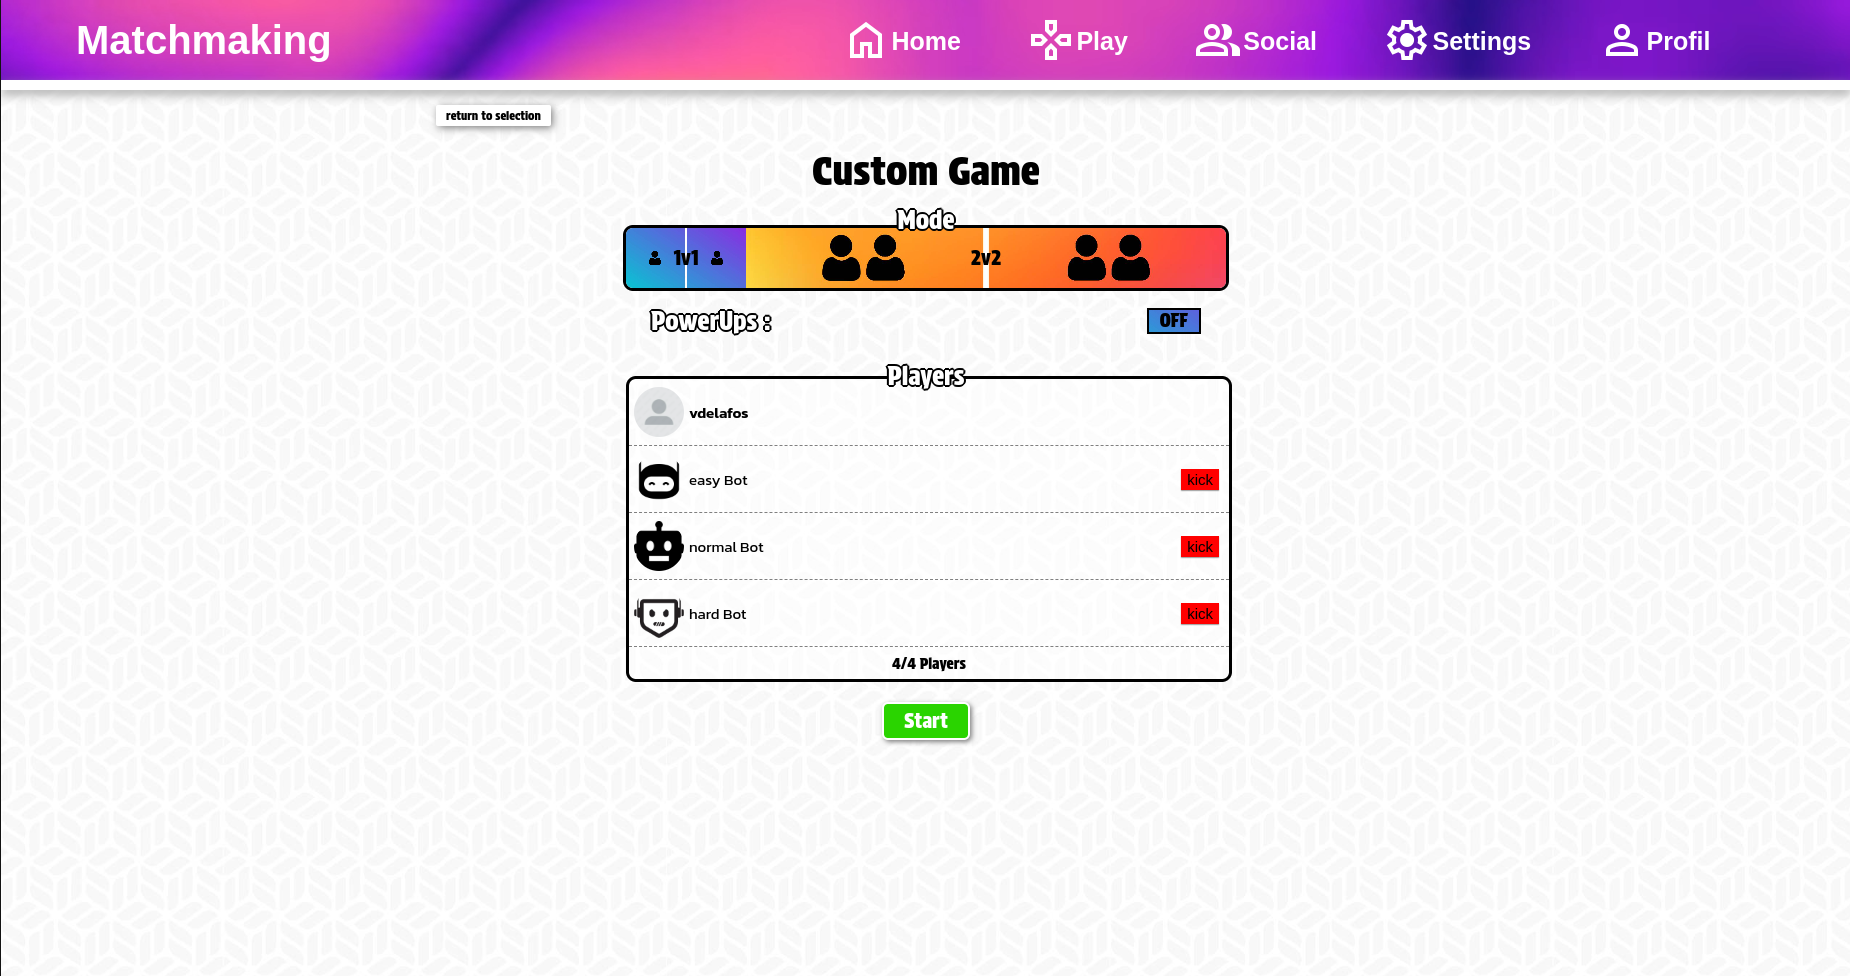 Matchmaking
Home
Play
Social
Settings
Profil
return to selection
Custom Game
Mode
1v1
2v2
PowerUps :
OFF
Players
vdelafos
easy Bot
kick
normal Bot
kick
hard Bot
kick
4/4 Players
Start